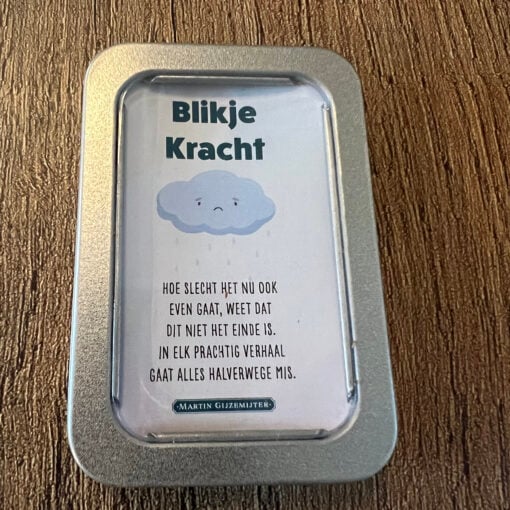 Blikje
Kracht
HOE SLECHT HET NU OOK
EVEN GAAT, WEET DAT
DIT NIET HET EINDE IS.
IN ELK PRACHTIG VERHAAL
GAAT ALLES HALVERWEGE MIS.
·MARTIN GIJZEMIJTER·